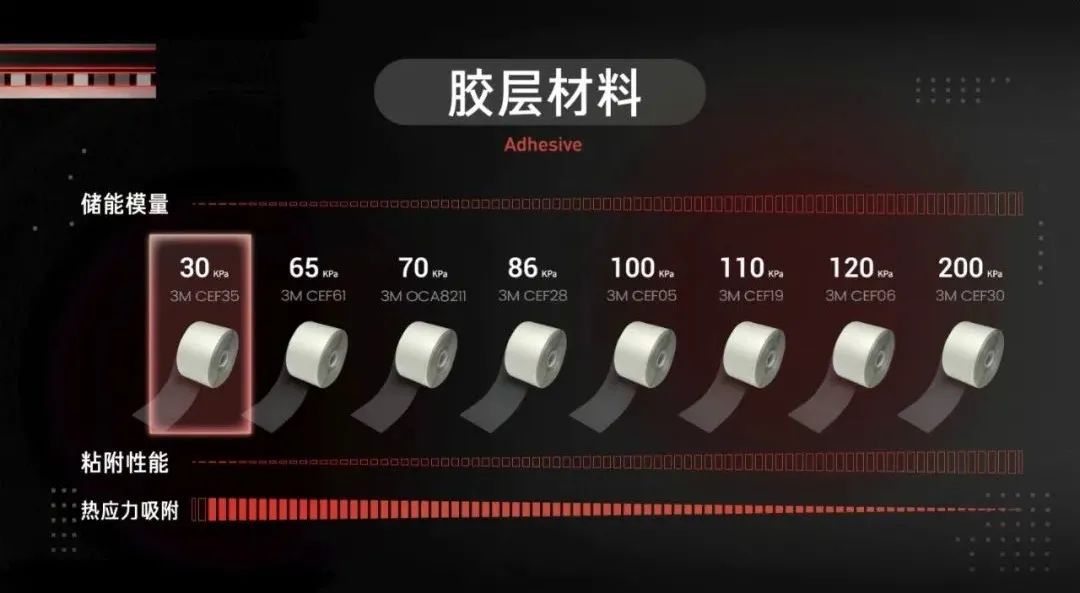 胶层材料
Adhesive
储能模量
30 KPa
3M CEF35
65 KPa
3M CEF61
70 KPa
3M OCA8211
86 KPa
3M CEF28
100 KPa
3M CEF05
110 KPa
3M CEF19
120 KPa
3M CEF06
200 KPa
3M CEF30
粘附性能
热应力吸附